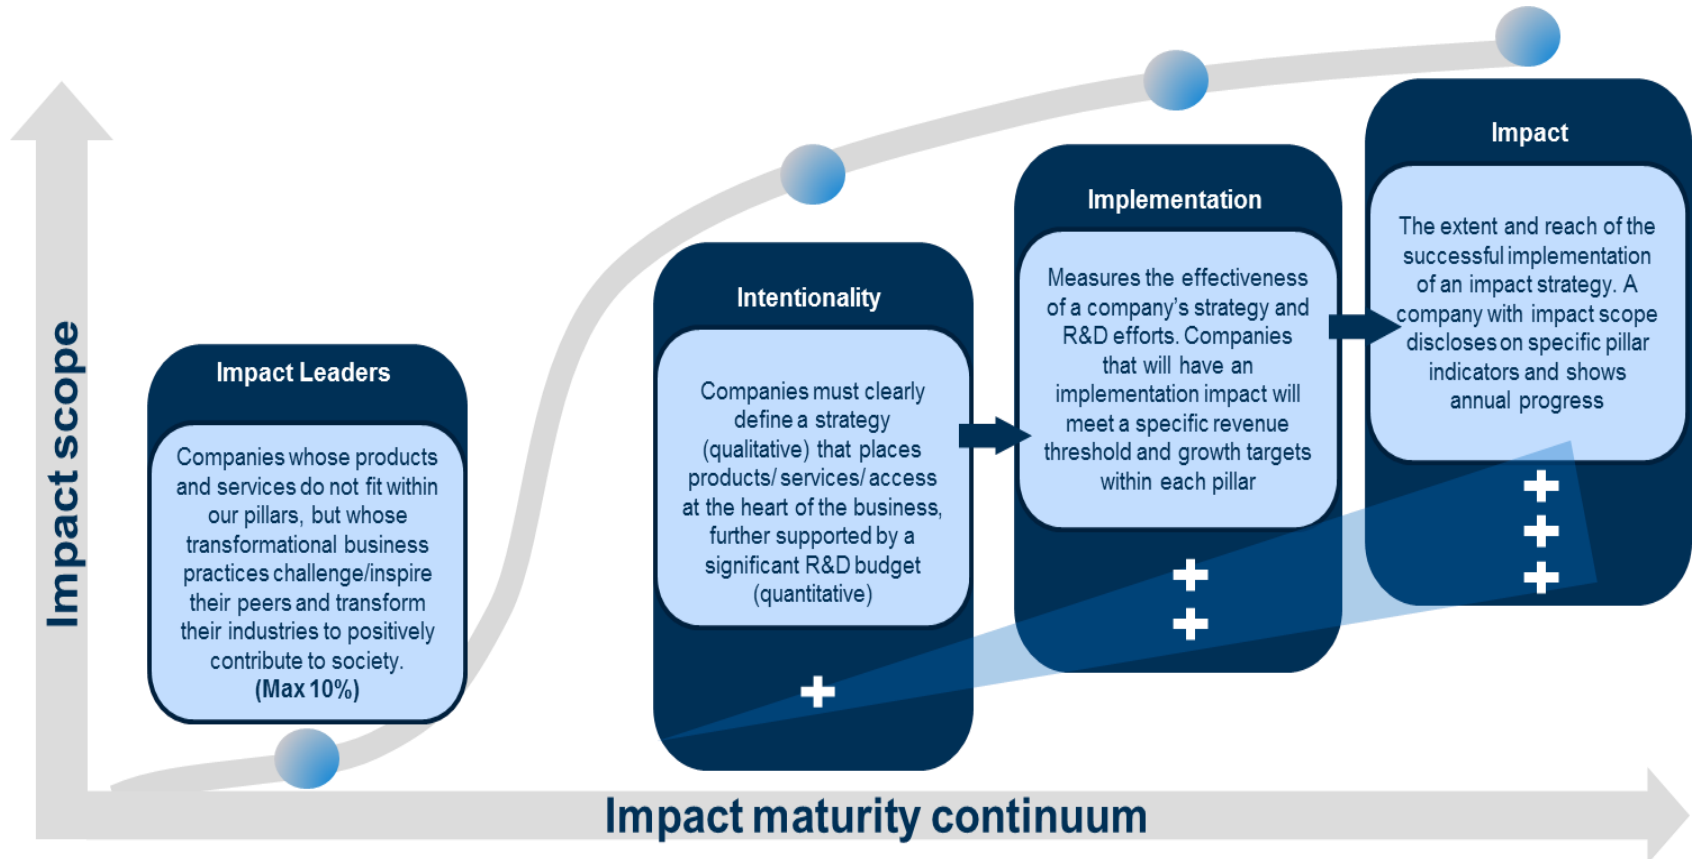 Impact scope
Impact Leaders
Companies whose products
and services do not fit within
our pillars, but whose
transformational business
practices challenge/inspire
their peers and transform
their industries to positively
contribute to society.
(Max 10%)
Intentionality
Companies must clearly
define a strategy
(qualitative) that places
products/ services/ access
at the heart of the business,
further supported by a
significant R&D budget
(quantitative)
+
Implementation
Measures the effectiveness
of a company's strategy and
R&D efforts. Companies
that will have an
implementation impact will
meet a specific revenue
threshold and growth targets
within each pillar
+
+
Impact
The extent and reach of the
successful implementation
of an impact strategy. A
company with impact scope
discloses on specific pillar
indicators and shows
annual progress
+
+
+
Impact maturity continuum